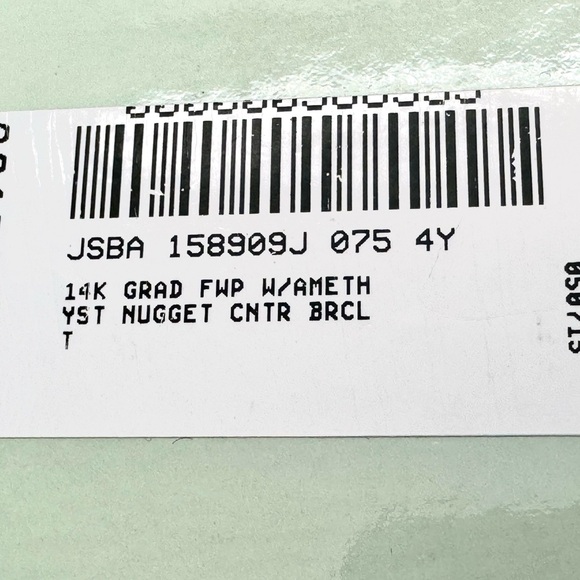 JSBA 158909J 075 4Y
14K GRAD FWP W/AMETH
YST NUGGET CNTR BRCL
T